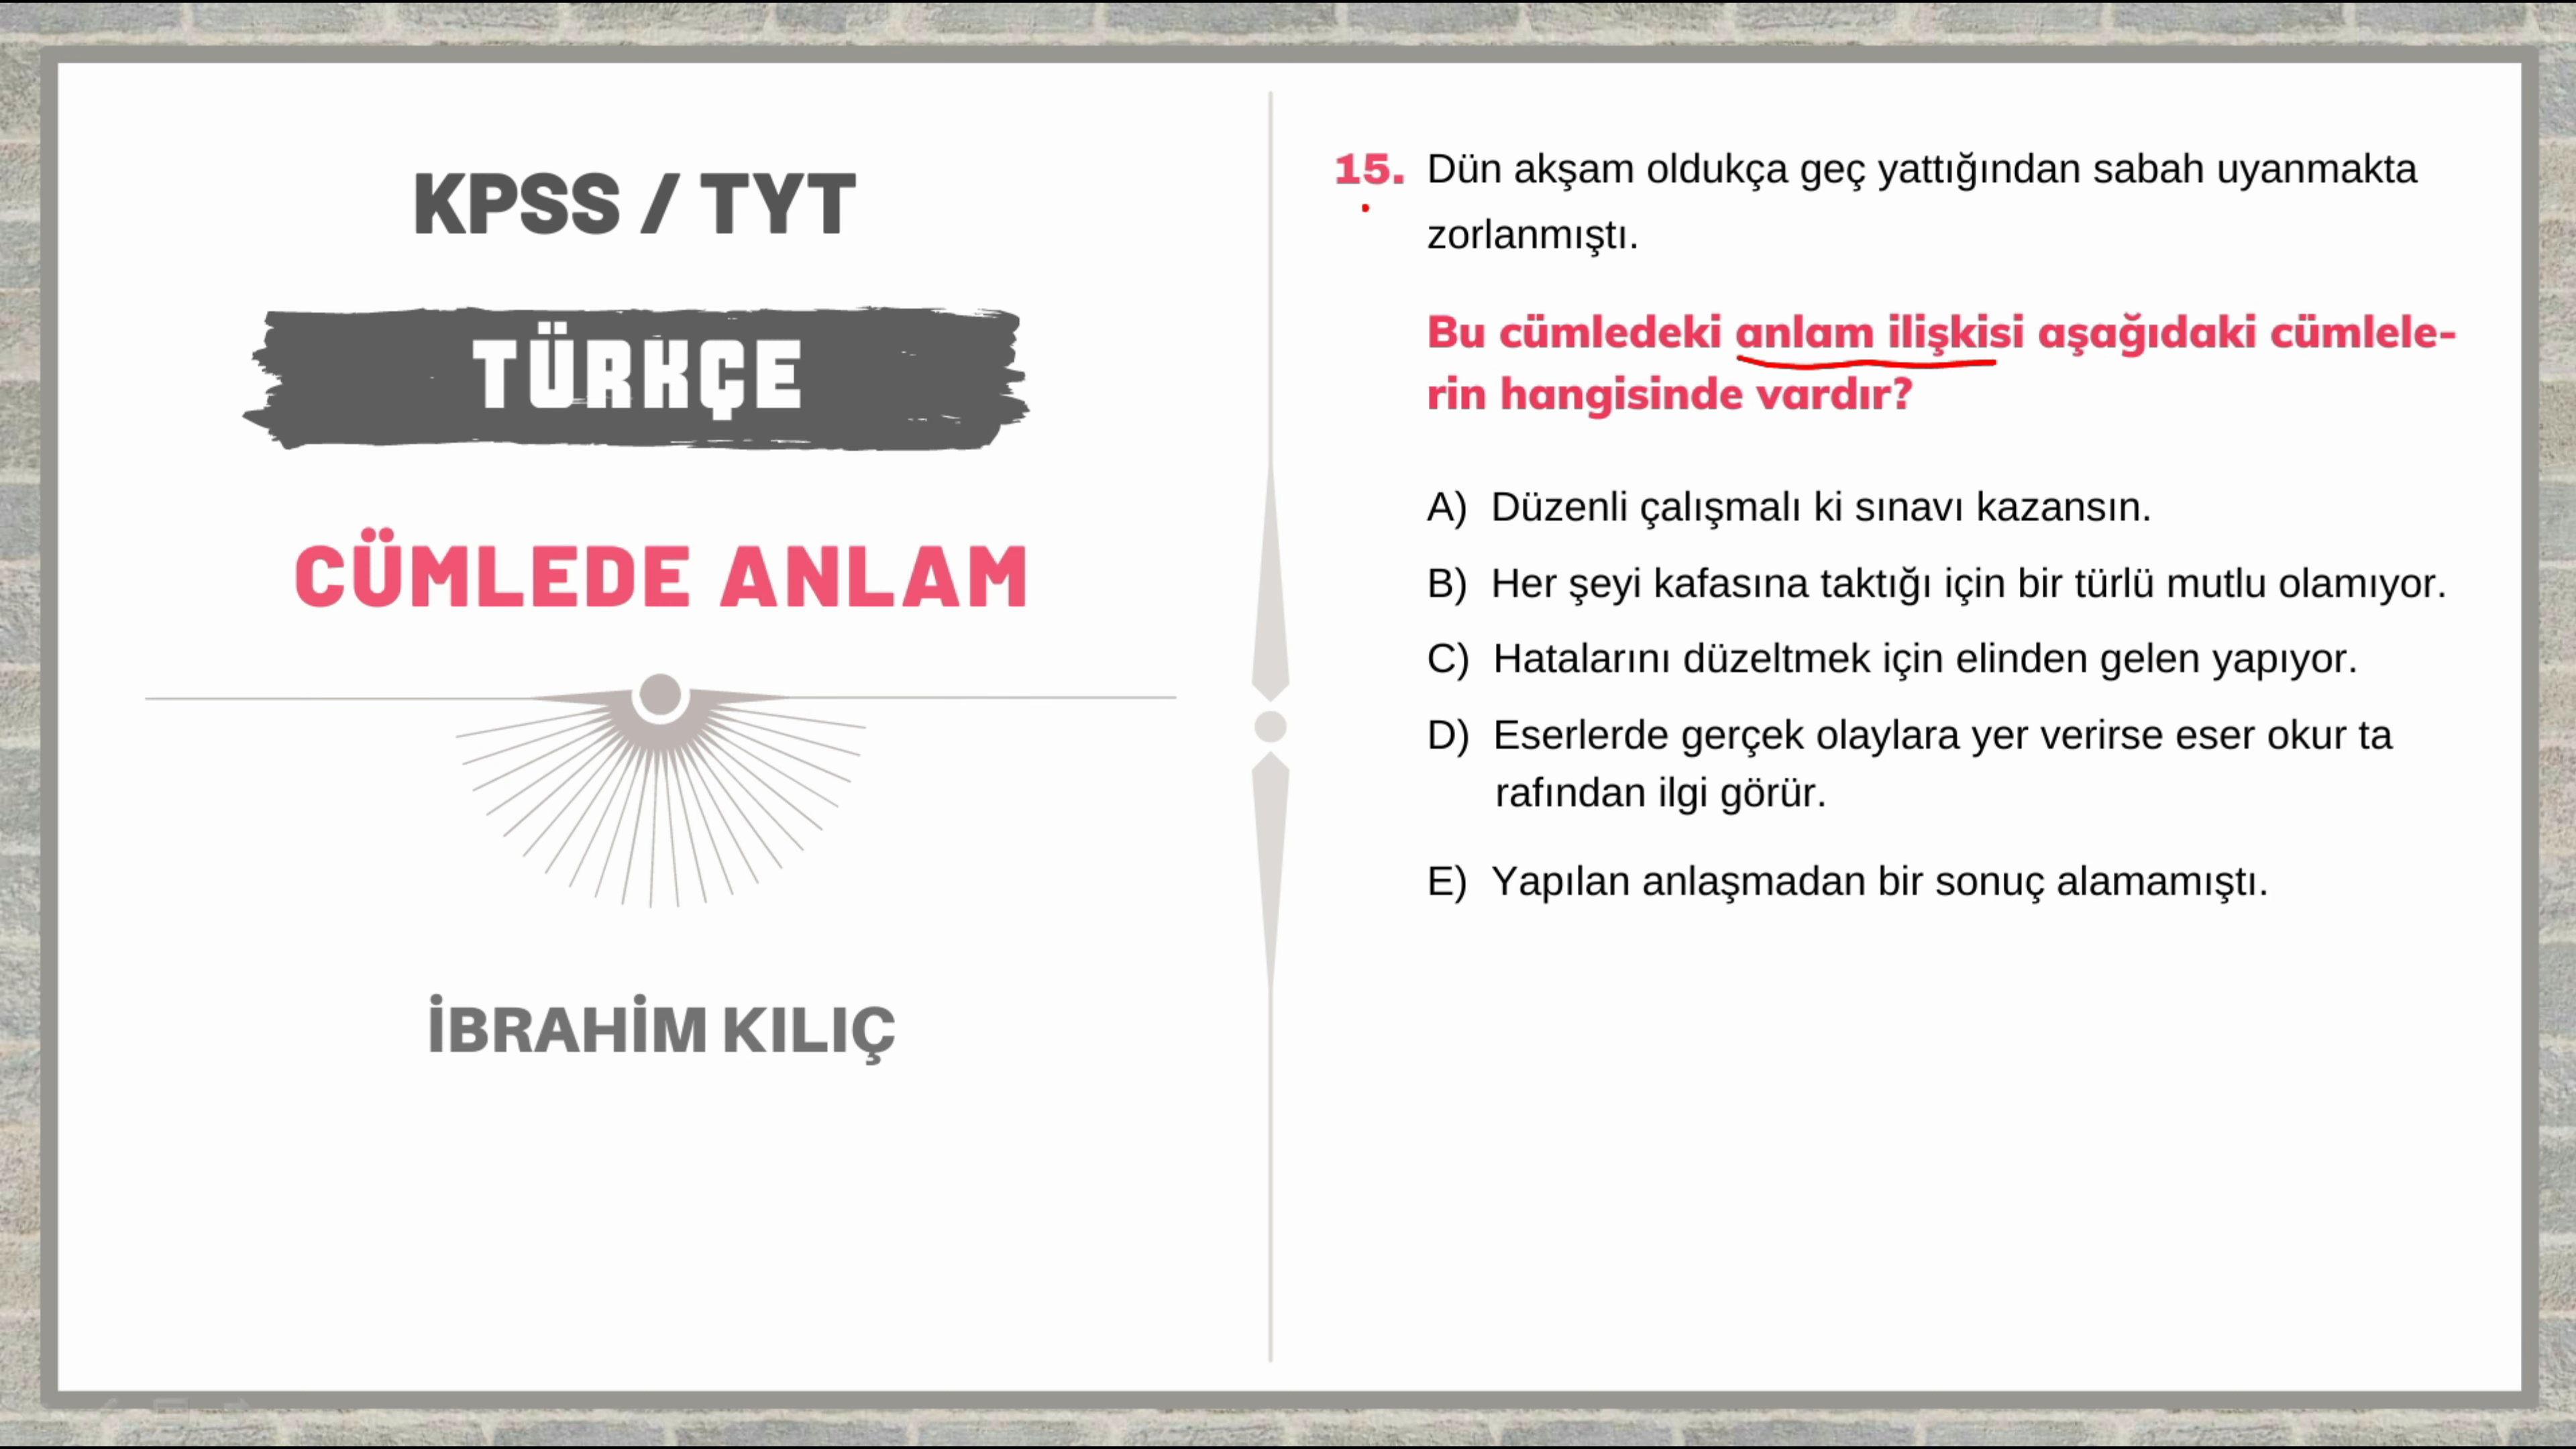 KPSS / TYT
TÜRKÇE
CÜMLEDE ANLAM
İBRAHİM KILIÇ
15. Dün akşam oldukça geç yattığından sabah uyanmakta
zorlanmıştı.
Bu cümledeki anlam ilişkisi aşağıdaki cümlele-
rin hangisinde vardır?
A) Düzenli çalışmalı ki sınavı kazansın.
B) Her şeyi kafasına taktığı için bir türlü mutlu olamıyor.
C) Hatalarını düzeltmek için elinden gelen yapıyor.
D) Eserlerde gerçek olaylara yer verirse eser okur ta
rafından ilgi görür.
E) Yapılan anlaşmadan bir sonuç alamamıştı.